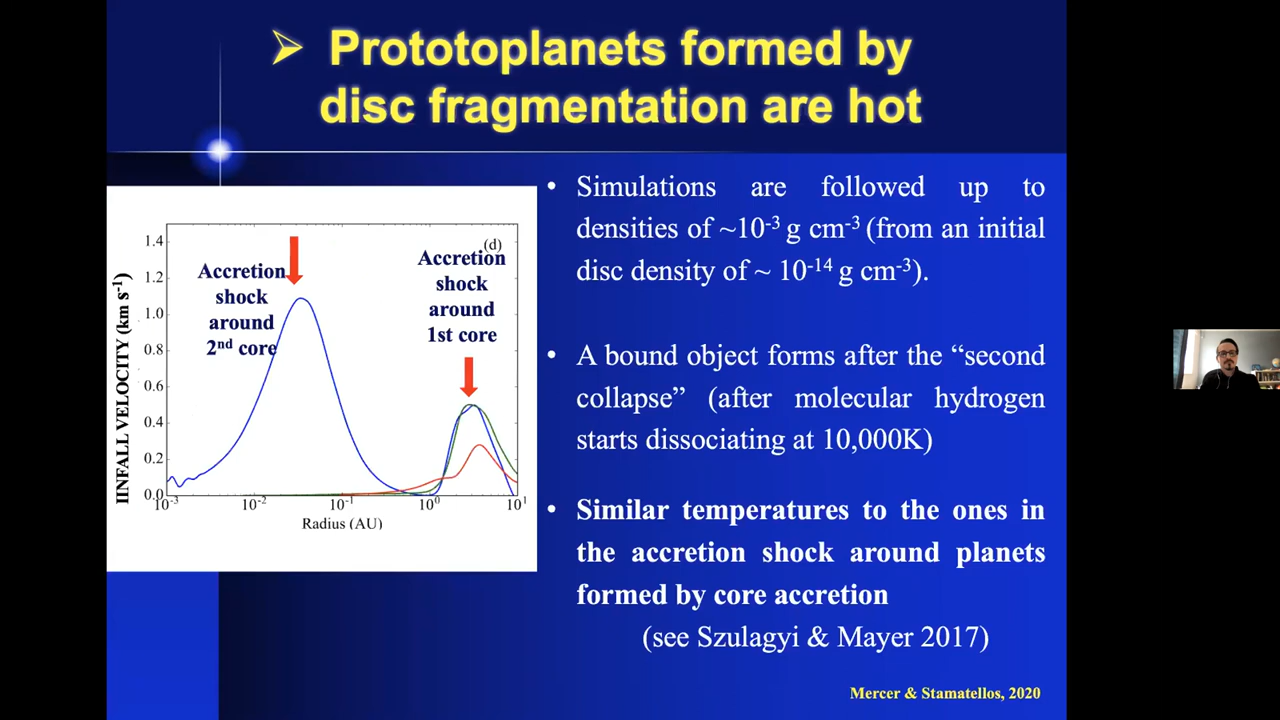 ➢ Prototoplanets formed by
disc fragmentation are hot
• Simulations are followed up to
densities of ~10⁻³ g cm⁻³ (from an initial
disc density of ~ 10⁻¹⁴ g cm⁻³).
• A bound object forms after the “second
collapse” (after molecular hydrogen
starts dissociating at 10,000K)
• Similar temperatures to the ones in
the accretion shock around planets
formed by core accretion
(see Szulagyi & Mayer 2017)
Mercer & Stamatellos, 2020
IINFALL VELOCITY (km s⁻¹)
1.4
1.2
1.0
0.8
0.6
0.4
0.2
0.0
(d)
Accretion
shock
around
2ⁿᵈ core
Accretion
shock
around
1st core
10⁻³ 10⁻² 10⁻¹ 10⁰ 10¹
Radius (AU)